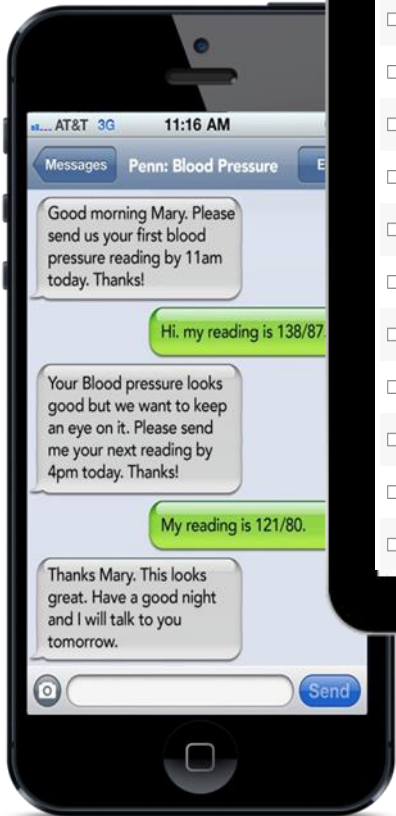 AT&T 3G 11:16 AM
Messages Penn: Blood Pressure E
Good morning Mary. Please
send us your first blood
pressure reading by 11am
today. Thanks!
Hi. my reading is 138/87.
Your Blood pressure looks
good but we want to keep
an eye on it. Please send
me your next reading by
4pm today. Thanks!
My reading is 121/80.
Thanks Mary. This looks
great. Have a good night
and I will talk to you
tomorrow.
Send